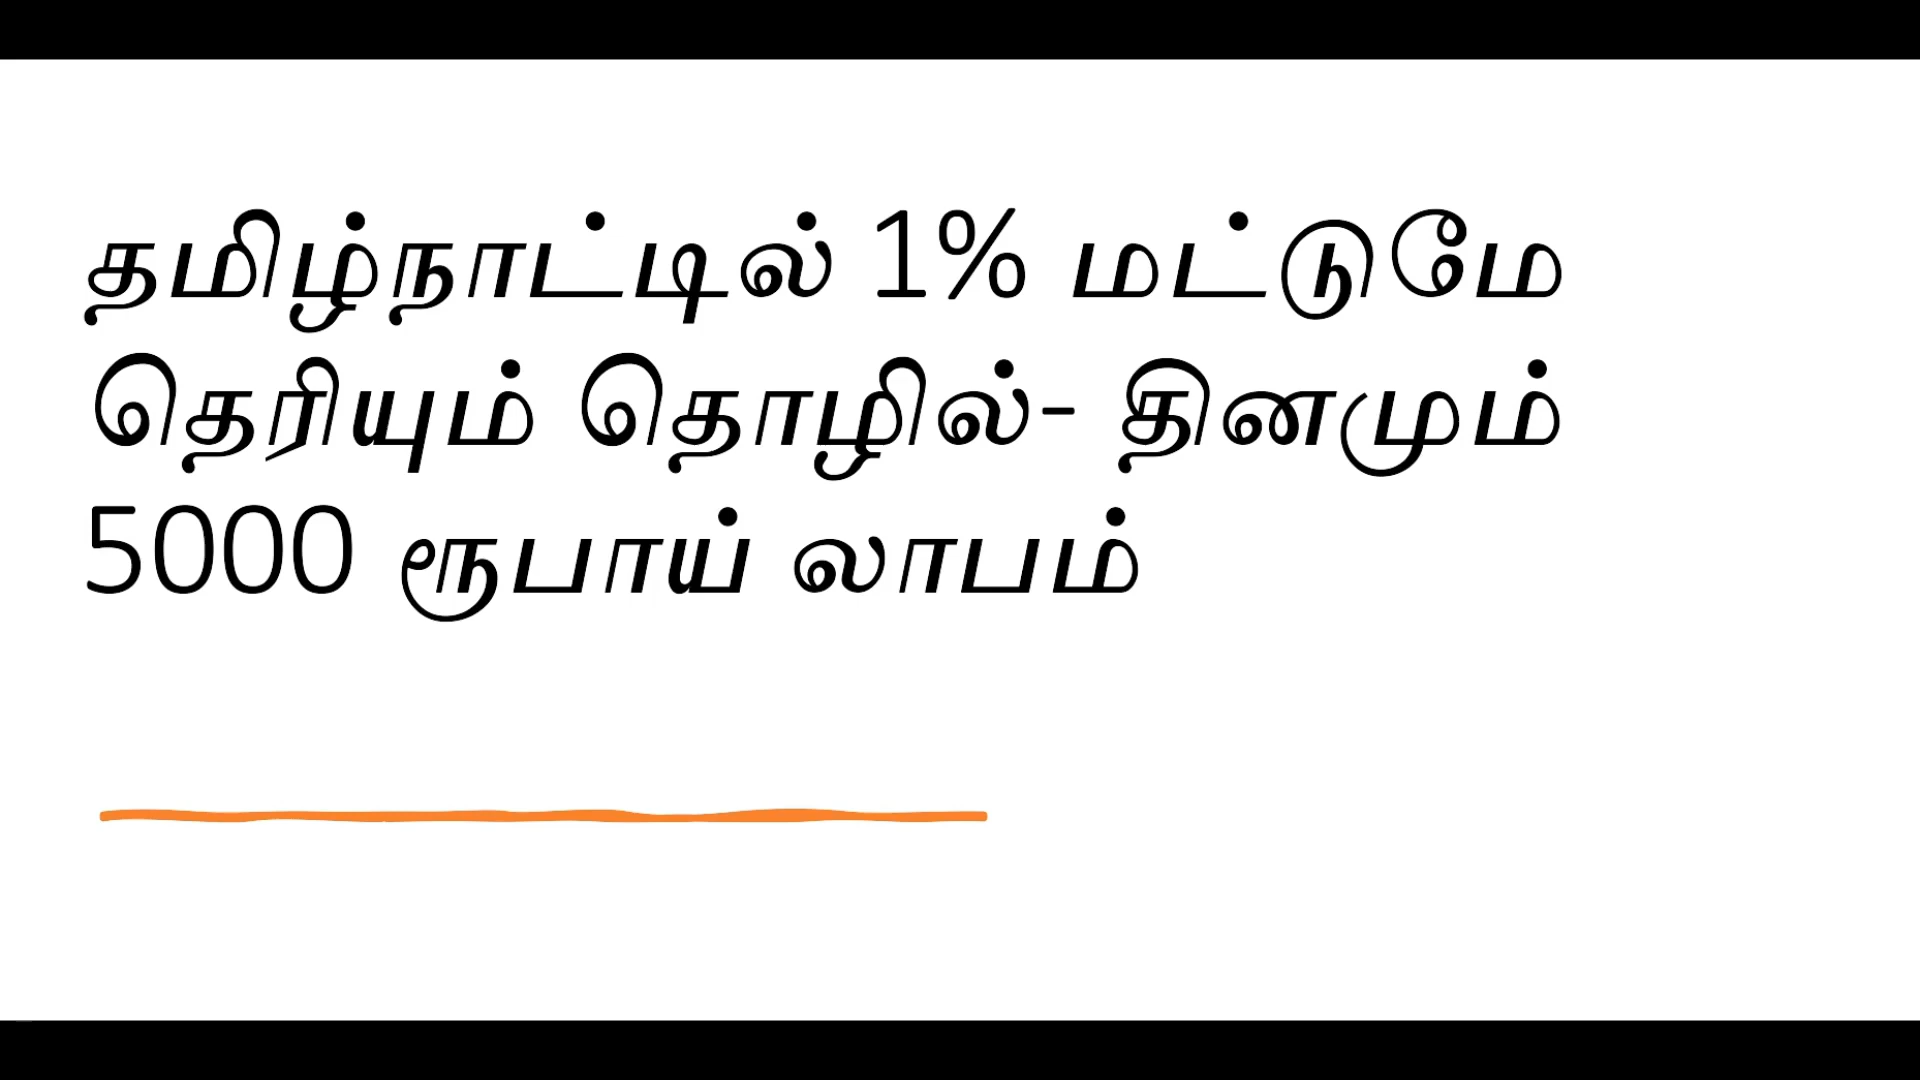 தமிழ்நாட்டில் 1% மட்டுமே
தெரியும் தொழில்- தினமும்
5000 ரூபாய் லாபம்